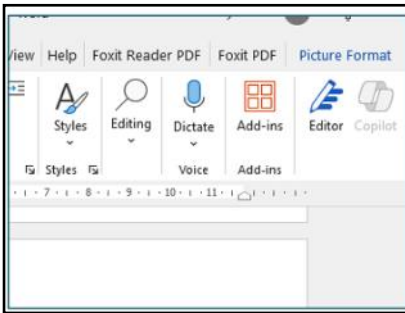 View Help Foxit Reader PDF Foxit PDF Picture Format
Styles Editing Dictate Add-ins Editor Copilot
Styles Voice Add-ins
7 8 9 10 11